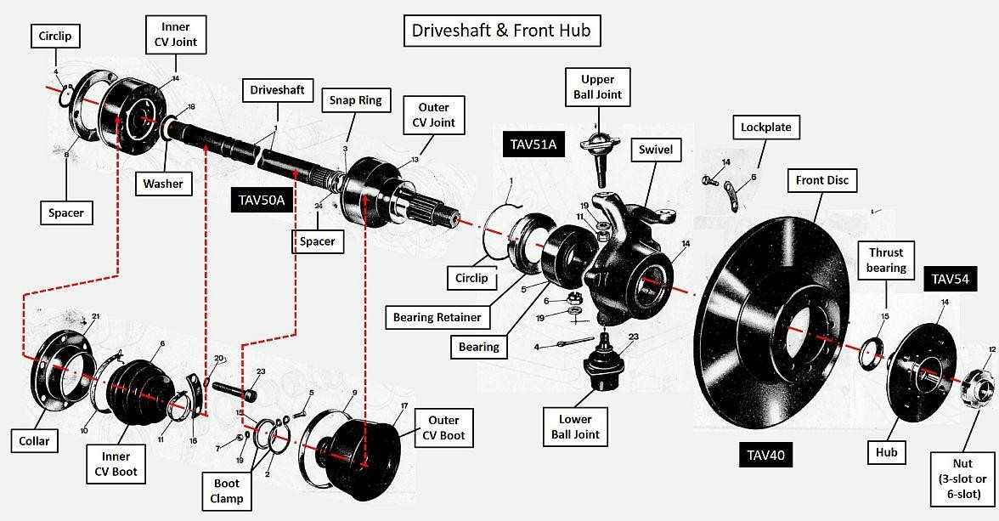 Driveshaft & Front Hub
Circlip
4
Inner
CV Joint
14
18
8
Spacer
Washer
Driveshaft
1
TAV50A
Snap Ring
3
24
Spacer
Outer
CV Joint
13
Upper
Ball Joint
TAV51A
1
Circlip
Bearing Retainer
5
Bearing
19
11
Swivel
14
6
19
4
23
Lower
Ball Joint
Lockplate
14
6
Front Disc
TAV40
Thrust
bearing
15
TAV54
14
Hub
12
Nut
(3-slot or
6-slot)
21
Collar
10
6
Inner
CV Boot
11
16
20
23
15
7
19
2
5
Boot
Clamp
9
17
Outer
CV Boot